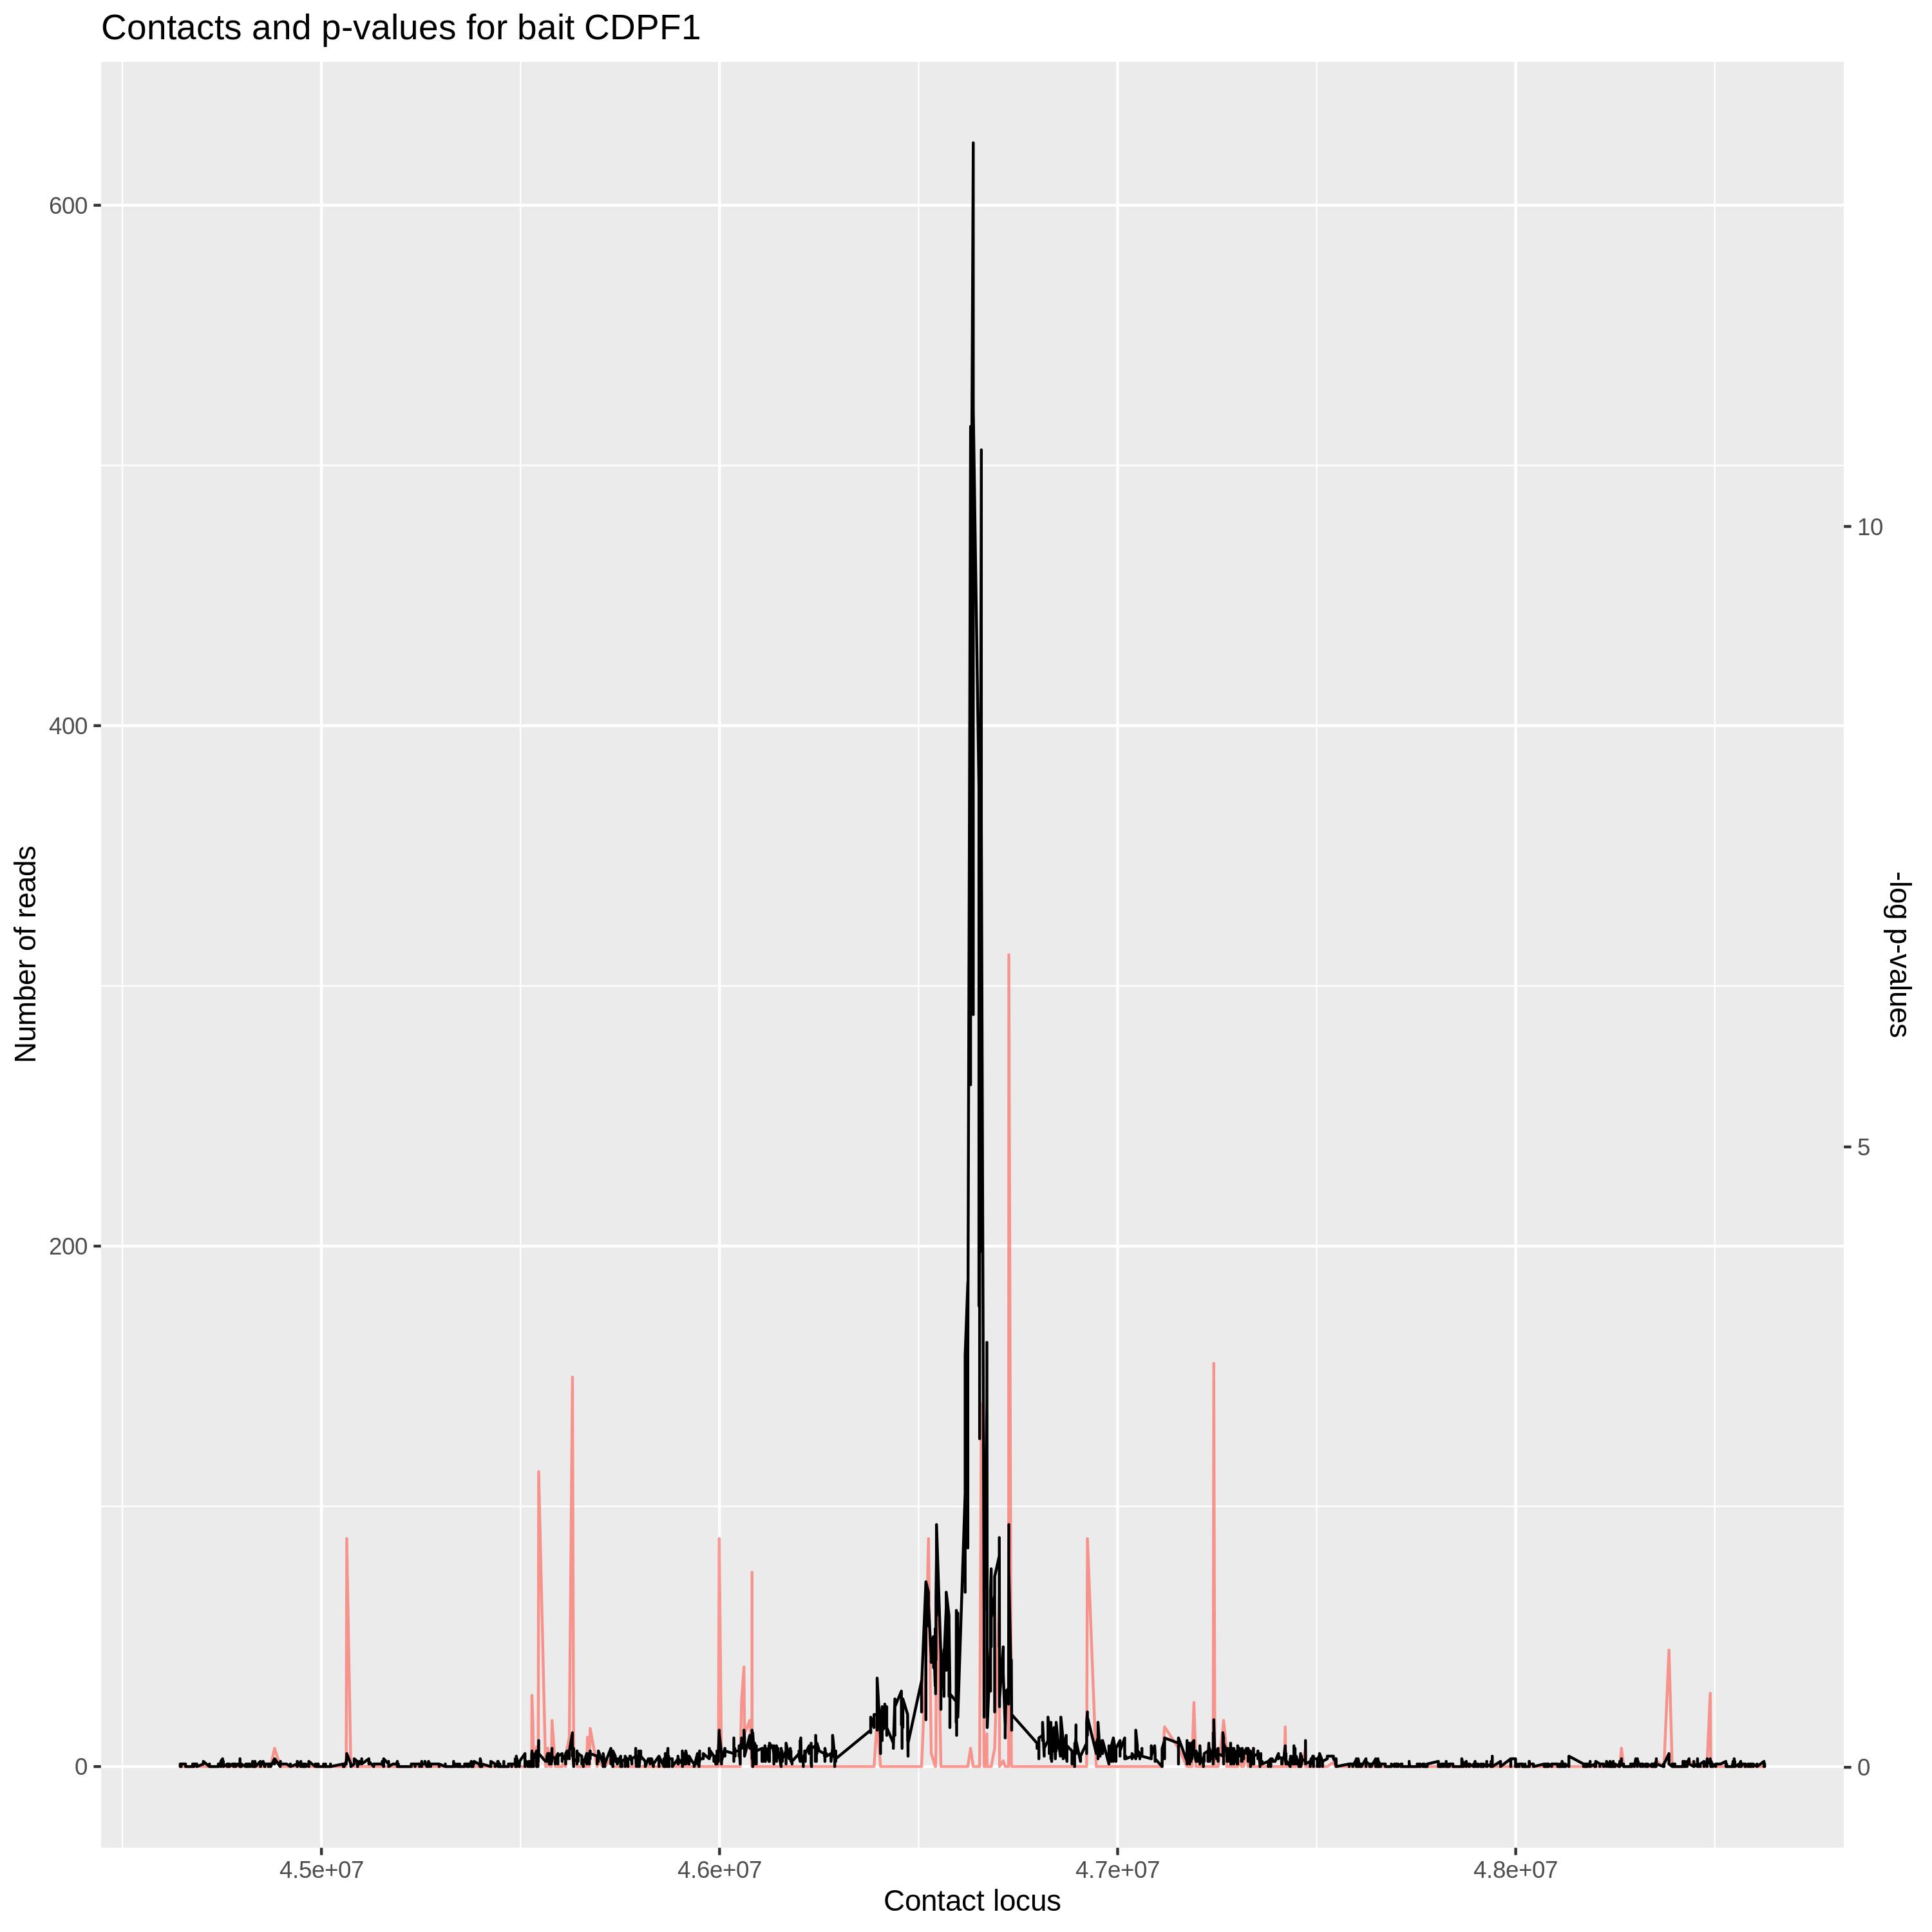 Contacts and p-values for bait CDPF1
600
400
200
0
Number of reads
10
5
0
-log p-values
4.5e+07 4.6e+07 4.7e+07 4.8e+07
Contact locus